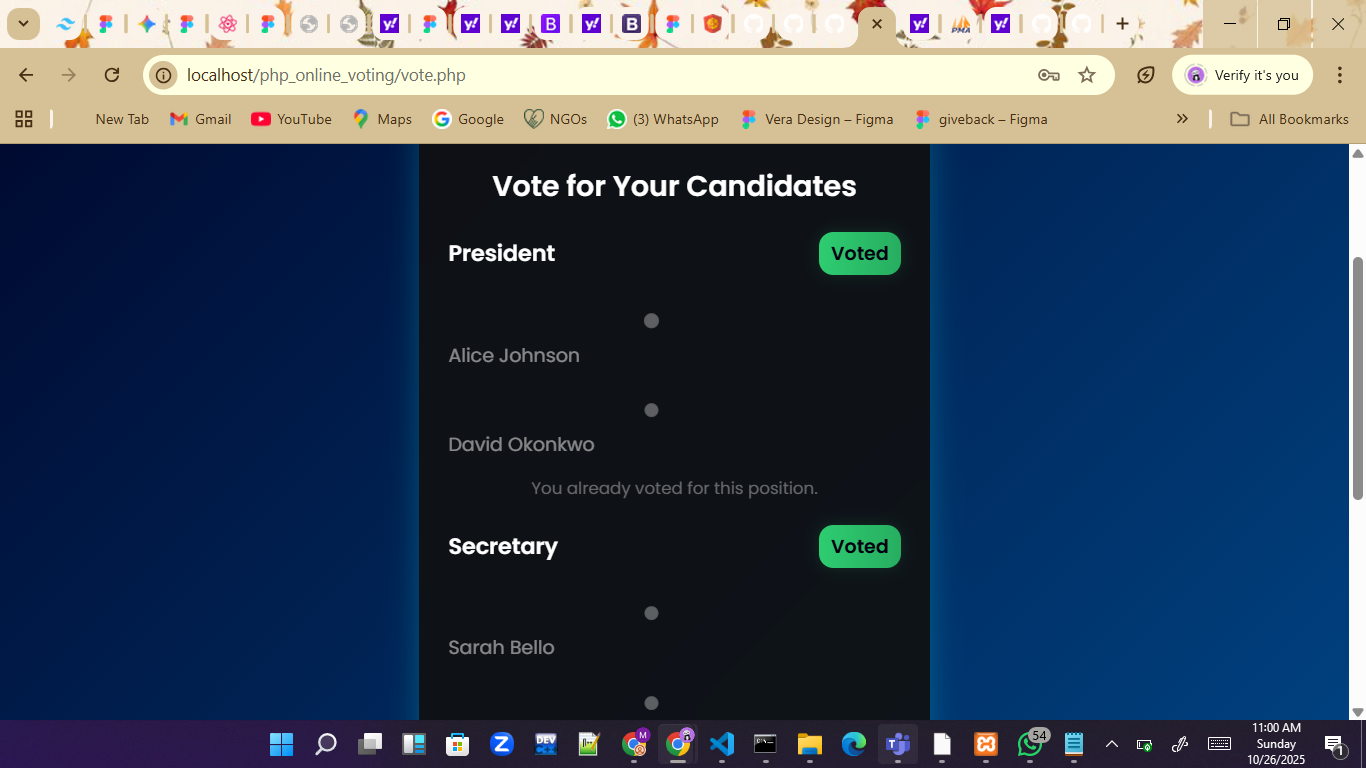 localhost/php_online_voting/vote.php
Verify it's you
New Tab
Gmail
YouTube
Maps
Google
NGOs
(3) WhatsApp
Vera Design – Figma
giveback – Figma
All Bookmarks
Vote for Your Candidates
President
Voted
Alice Johnson
David Okonkwo
You already voted for this position.
Secretary
Voted
Sarah Bello
DEV
M
54
11:00 AM
Sunday
10/26/2025
1